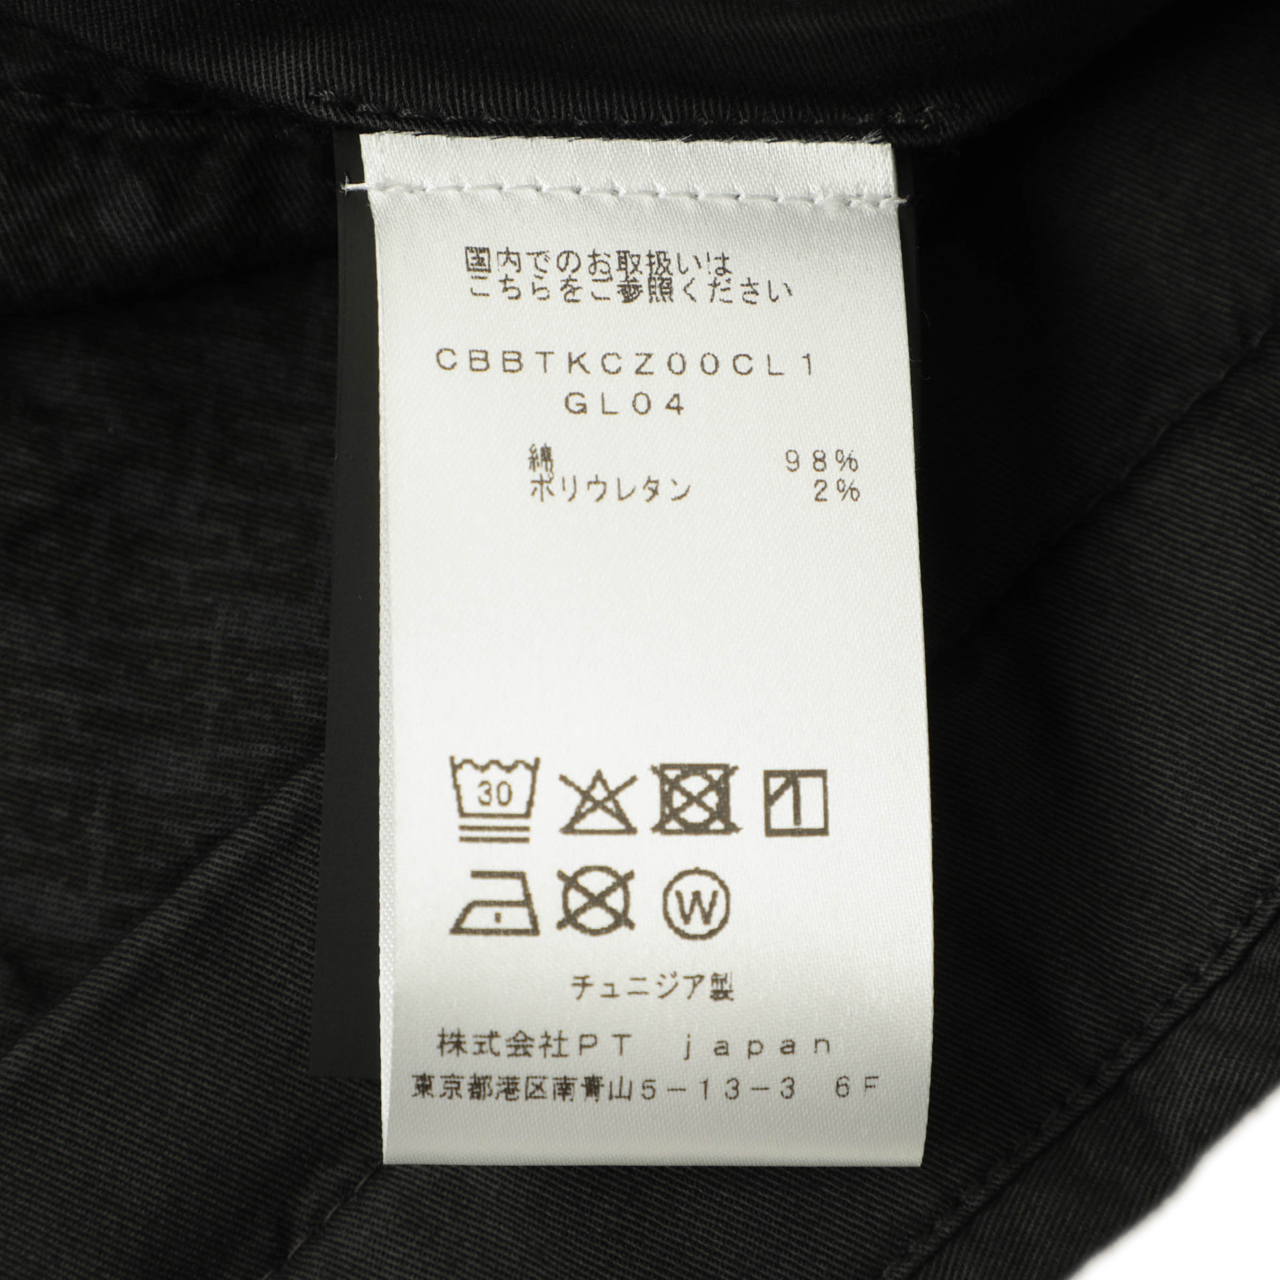 国内でのお取扱いは
こちらをご参照ください
CBBTKCZ00CL1
GL04
綿 98%
ポリウレタン 2%
30
W
チュニジア製
株式会社PT japan
東京都港区南青山5-13-3 6F